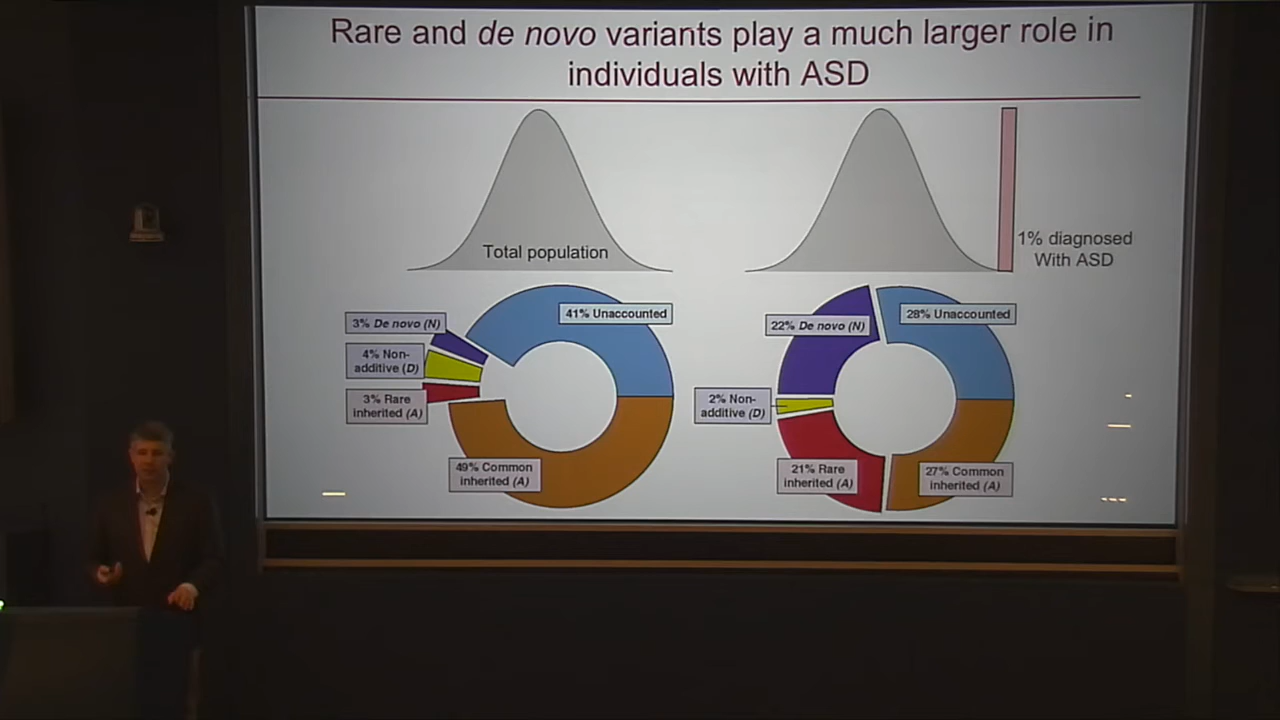 Rare and de novo variants play a much larger role in
individuals with ASD
Total population
1% diagnosed
With ASD
3% De novo (N)
4% Non-
additive (D)
3% Rare
inherited (A)
41% Unaccounted
49% Common
inherited (A)
22% De novo (N)
2% Non-
additive (D)
21% Rare
inherited (A)
28% Unaccounted
27% Common
inherited (A)